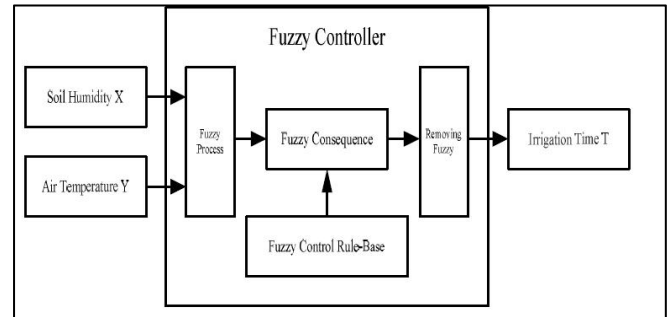 Fuzzy Controller
Soil Humidity X
Air Temperature Y
Fuzzy
Process
Fuzzy Consequence
Fuzzy Control Rule-Base
Removing
Fuzzy
Irrigation Time T